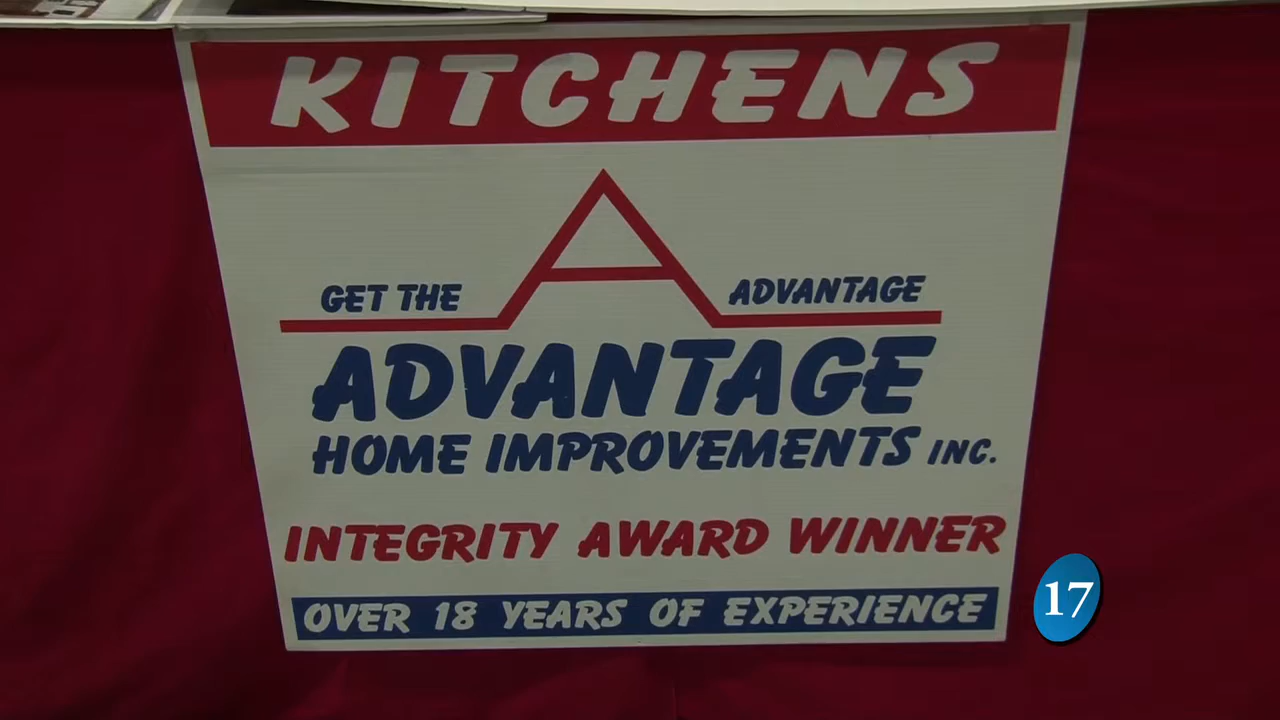 KITCHENS
GET THE ADVANTAGE
ADVANTAGE
HOME IMPROVEMENTS INC.
INTEGRITY AWARD WINNER
OVER 18 YEARS OF EXPERIENCE
17